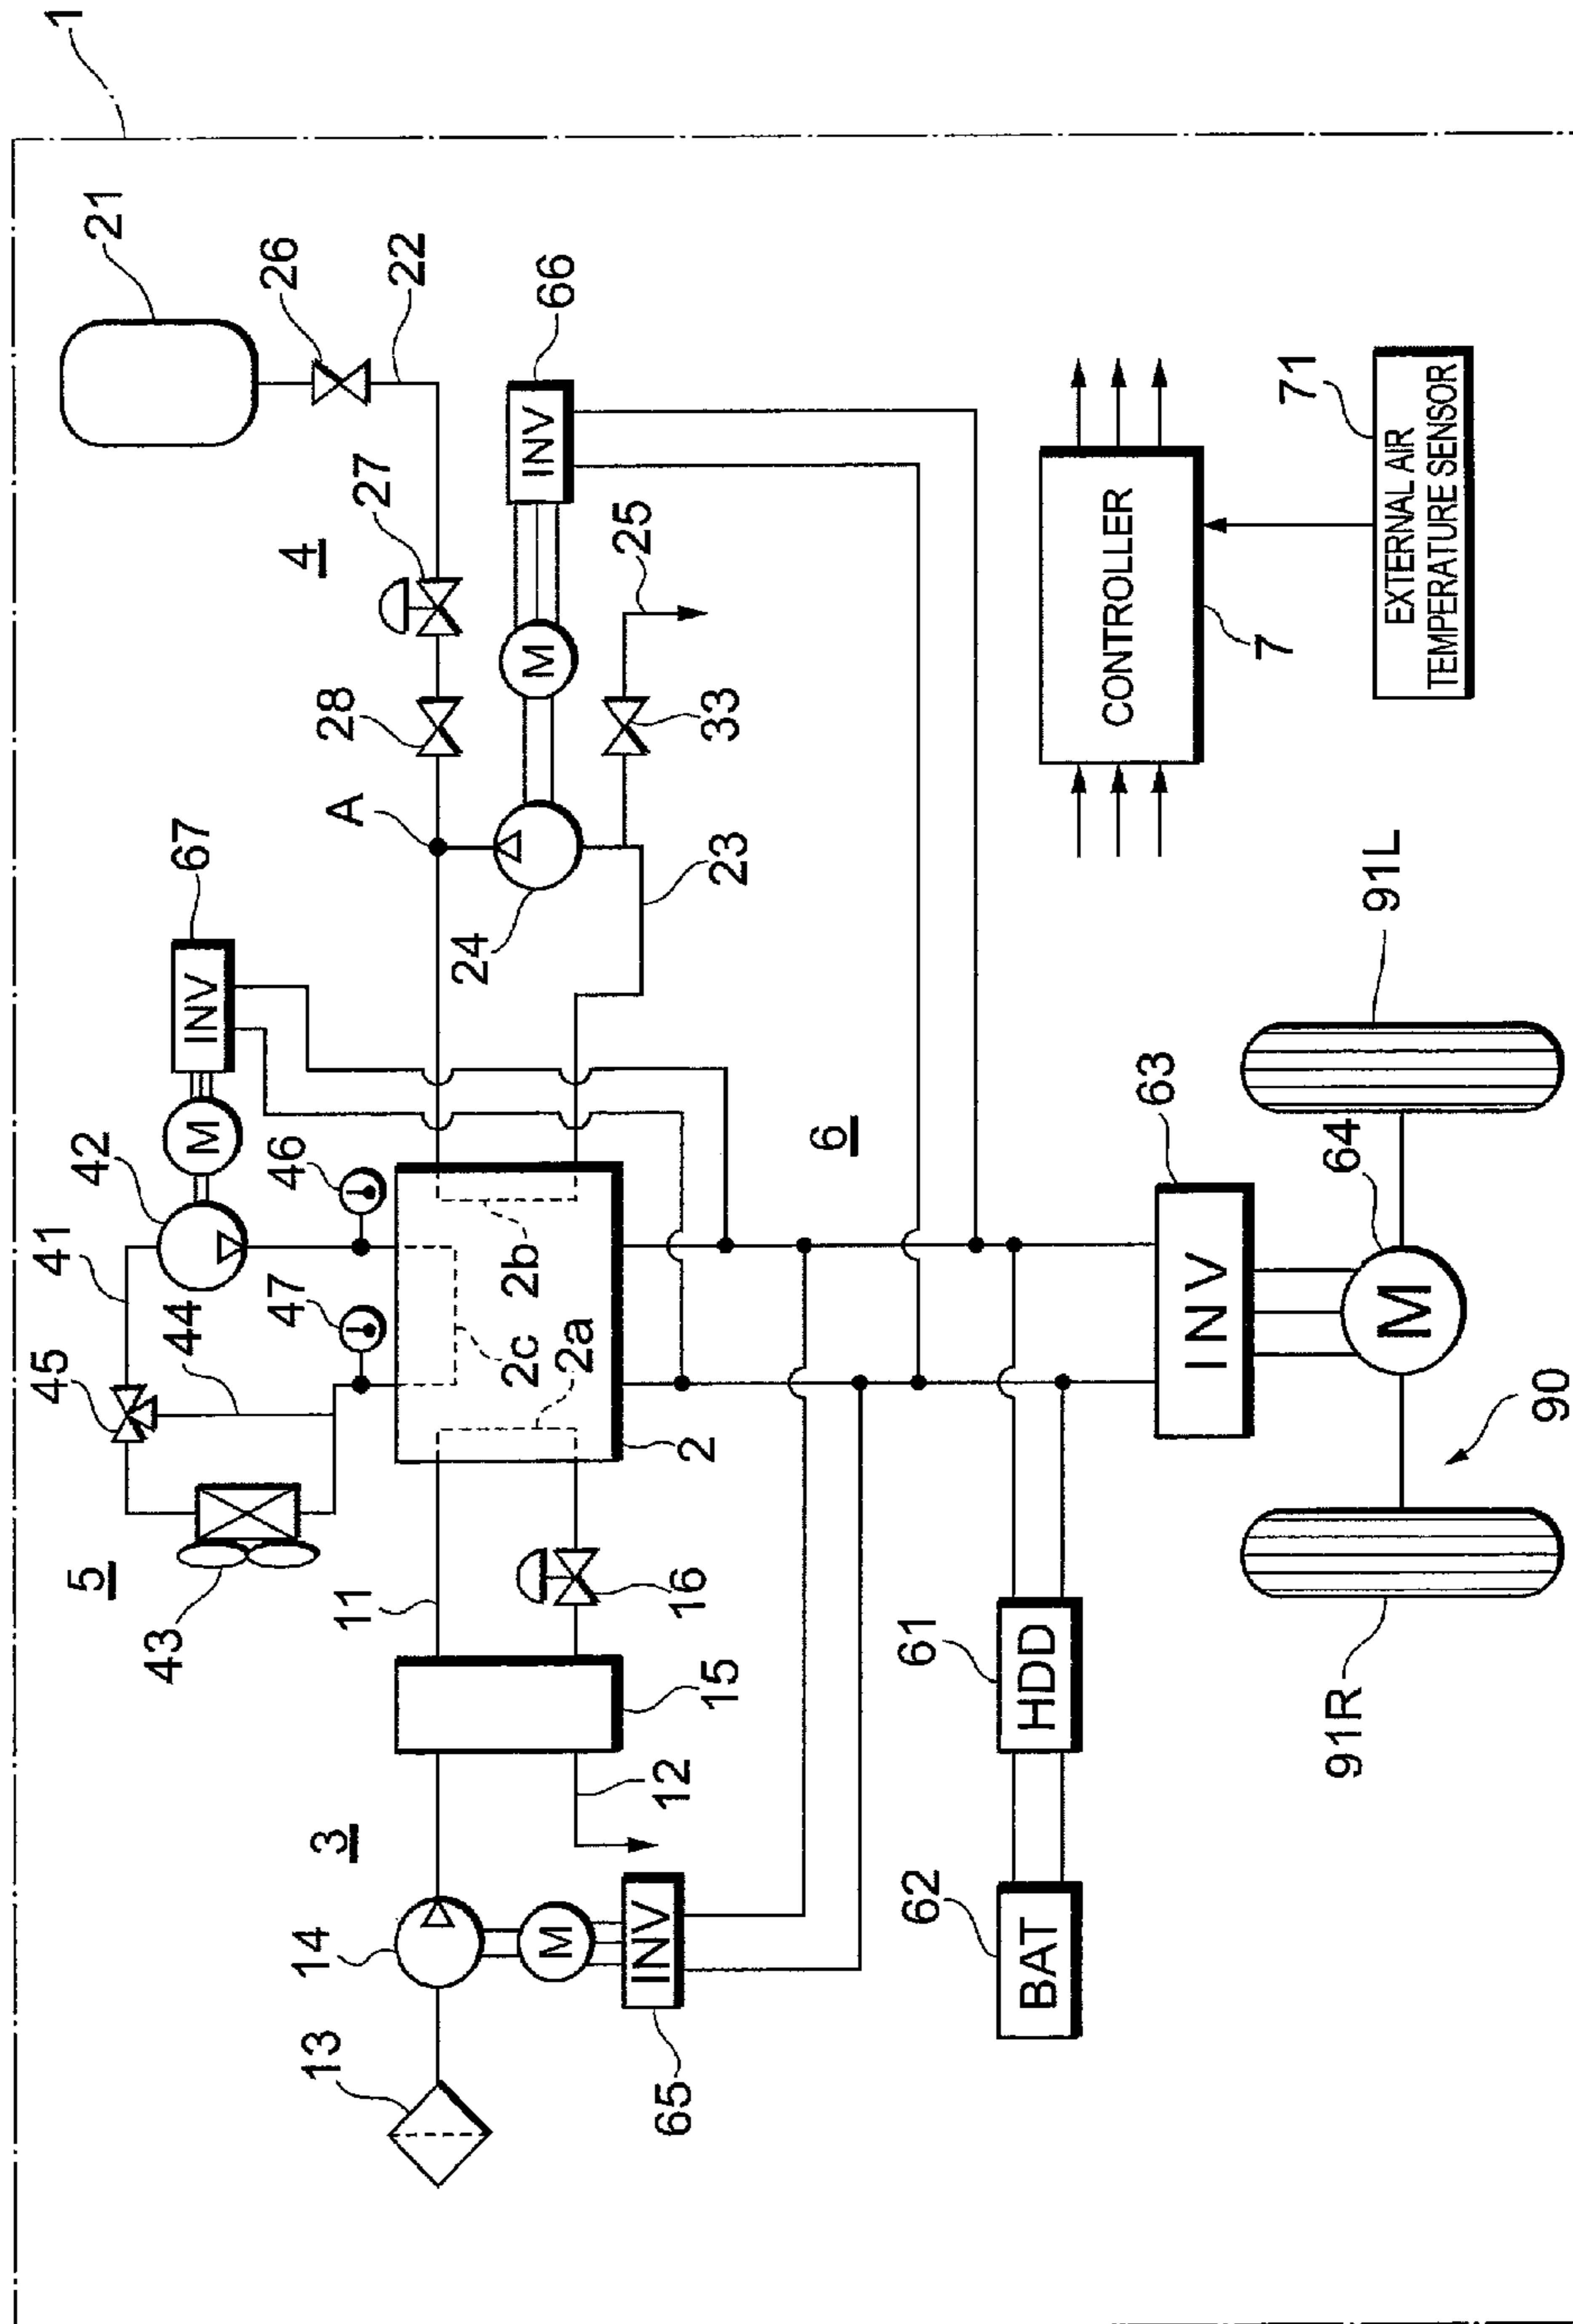 1
21
26
22
66
INV
27
4
28
M
25
33
A
24
23
67
INV
M
42
46
41
47
44
45
43
5
2b
2c
2a
2
6
11
16
15
12
3
14
M
INV
65
13
CONTROLLER
7
71
EXTERNAL AIR
TEMPERATURE SENSOR
63
INV
64
M
91L
90
91R
61
HDD
62
BAT